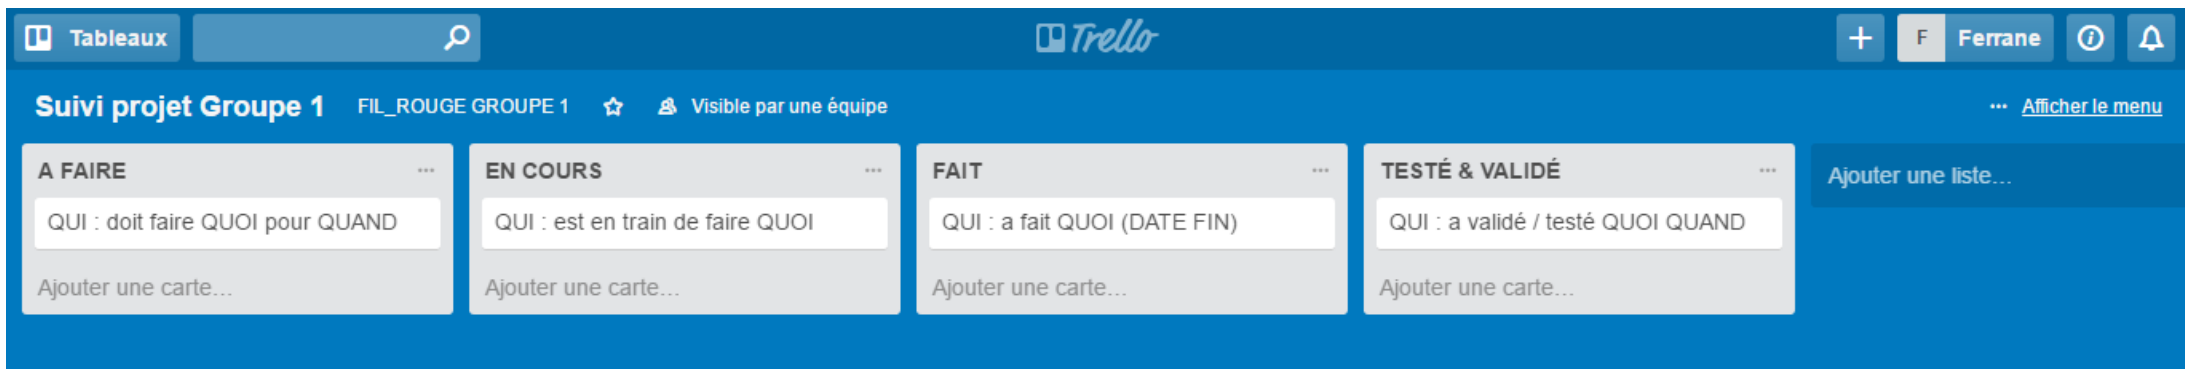 Tableaux
Trello
F Ferrane
Suivi projet Groupe 1 FIL_ROUGE GROUPE 1 Visible par une équipe
··· Afficher le menu
A FAIRE ···
QUI : doit faire QUOI pour QUAND
Ajouter une carte...
EN COURS ···
QUI : est en train de faire QUOI
Ajouter une carte...
FAIT ···
QUI : a fait QUOI (DATE FIN)
Ajouter une carte...
TESTÉ & VALIDÉ ···
QUI : a validé / testé QUOI QUAND
Ajouter une carte...
Ajouter une liste...